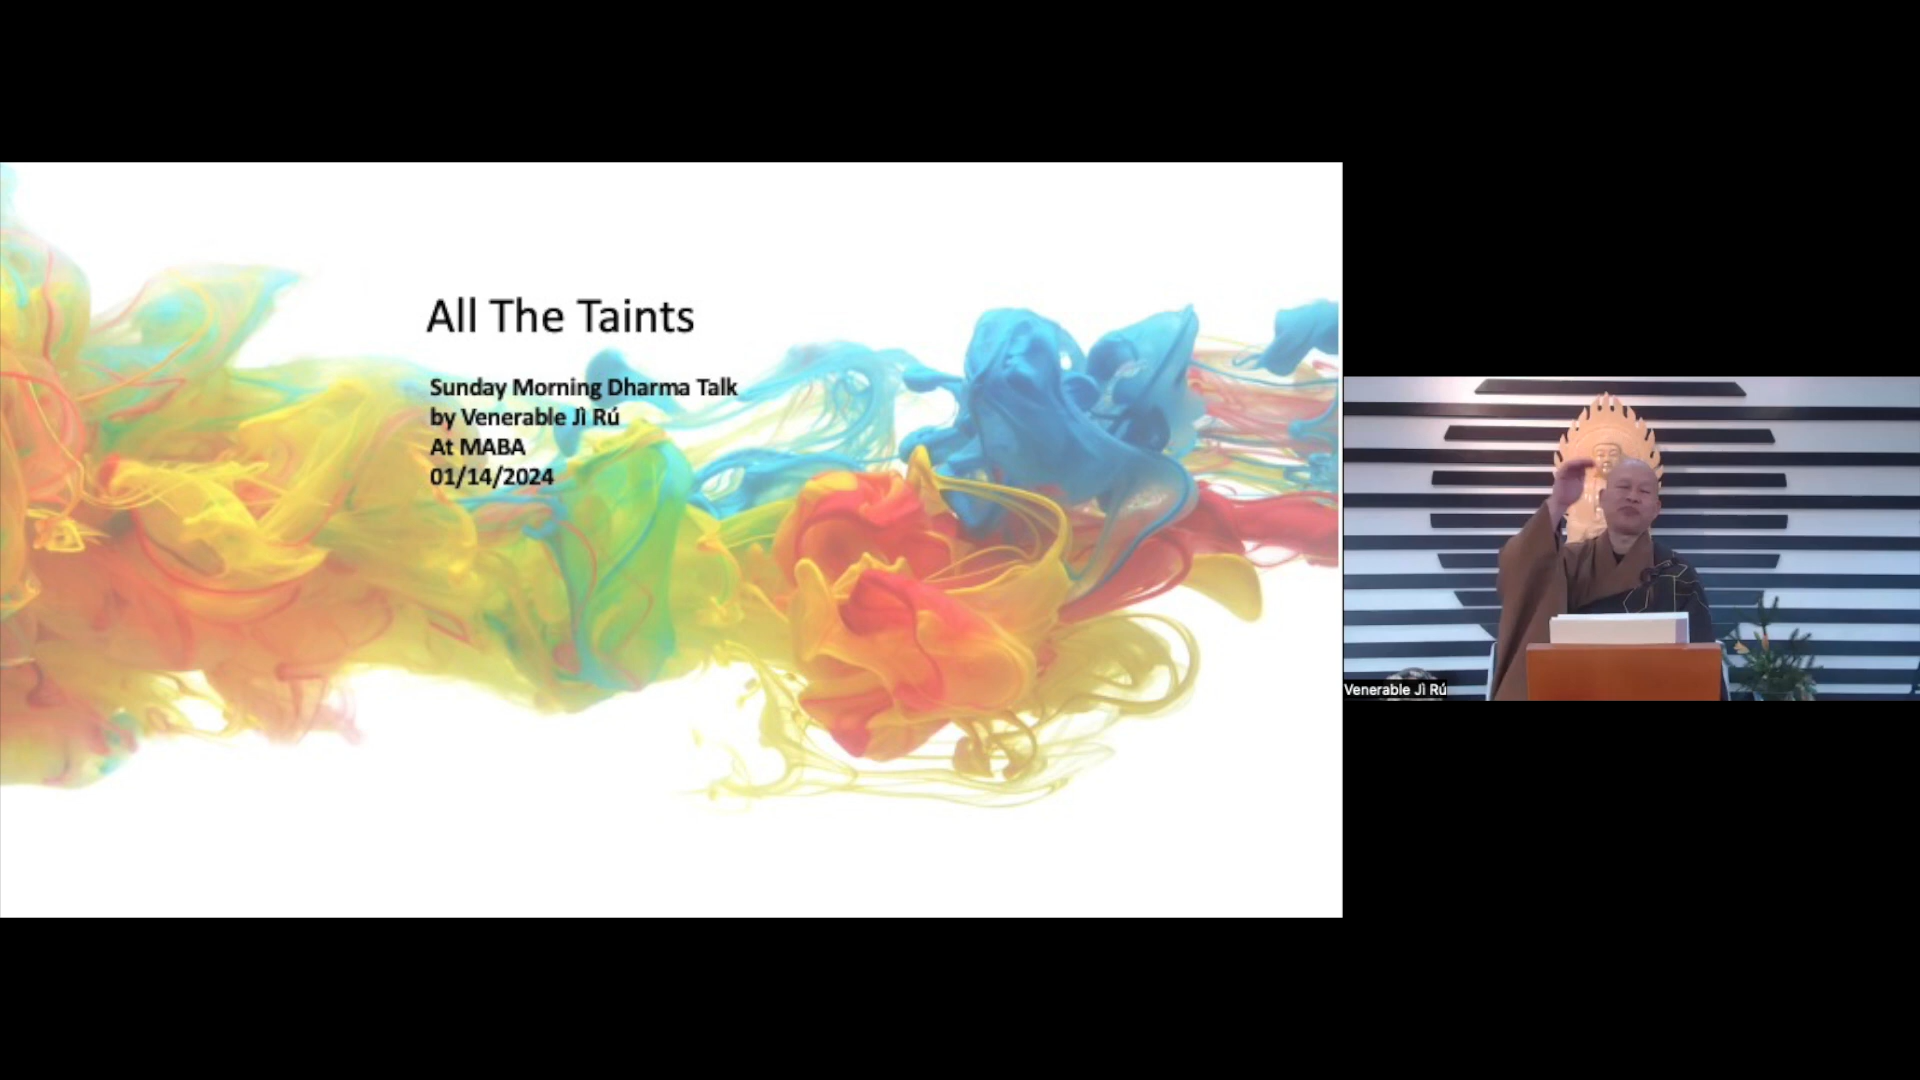 All The Taints
Sunday Morning Dharma Talk
by Venerable Jì Rú
At MABA
01/14/2024
Venerable Jì Rú